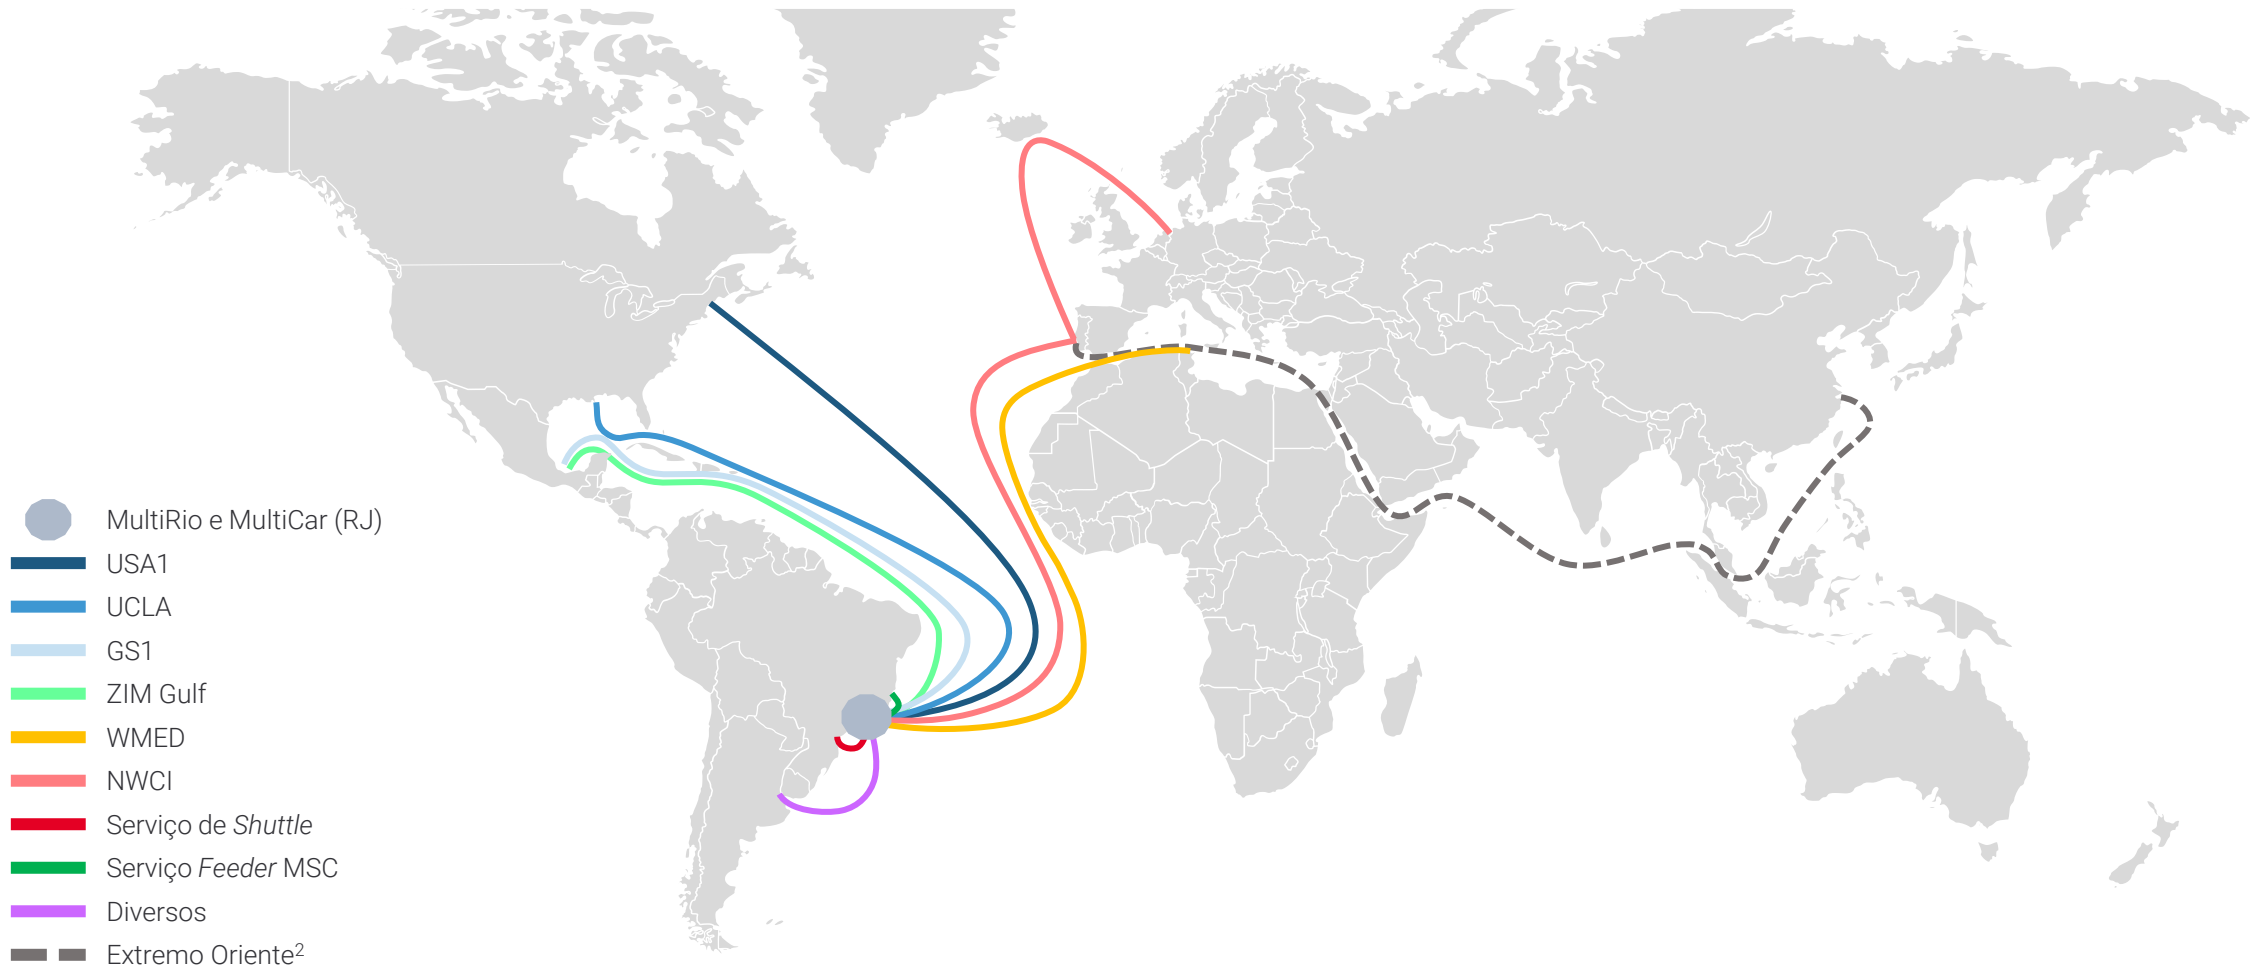 MultiRio e MultiCar (RJ)
USA1
UCLA
GS1
ZIM Gulf
WMED
NWCI
Serviço de Shuttle
Serviço Feeder MSC
Diversos
Extremo Oriente²